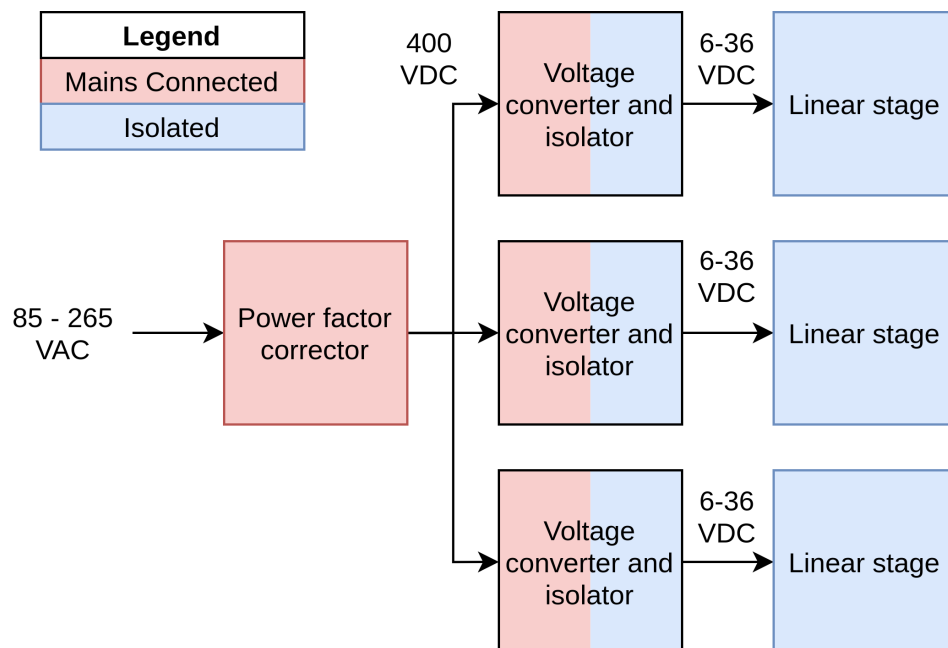 Legend
Mains Connected
Isolated
400
VDC
Voltage
converter and
isolator
6-36
VDC
Linear stage
85 - 265
VAC
Power factor
corrector
Voltage
converter and
isolator
6-36
VDC
Linear stage
Voltage
converter and
isolator
6-36
VDC
Linear stage